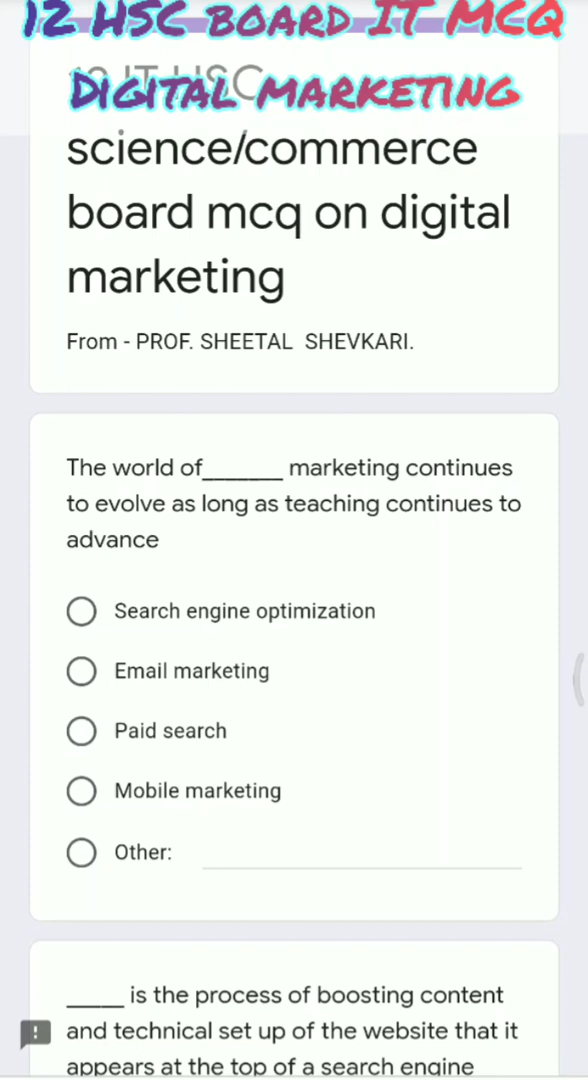 12 HSC BOARD IT MCQ
DIGITAL MARKETING
science/commerce
board mcq on digital
marketing
From - PROF. SHEETAL SHEVKARI.
The world of_______ marketing continues
to evolve as long as teaching continues to
advance
Search engine optimization
Email marketing
Paid search
Mobile marketing
Other:
_____ is the process of boosting content
and technical set up of the website that it
appears at the top of a search engine